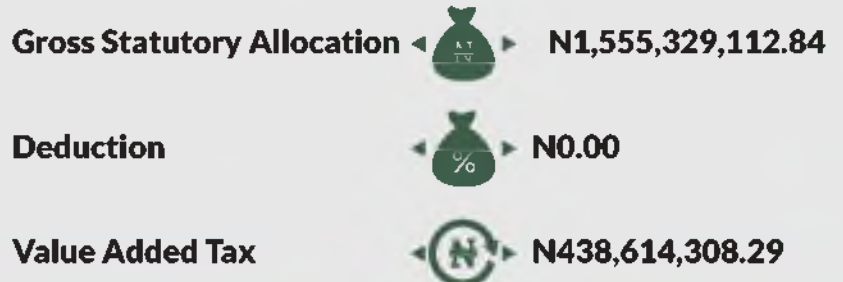 Gross Statutory Allocation N1,555,329,112.84
Deduction % N0.00
Value Added Tax ₦ N438,614,308.29